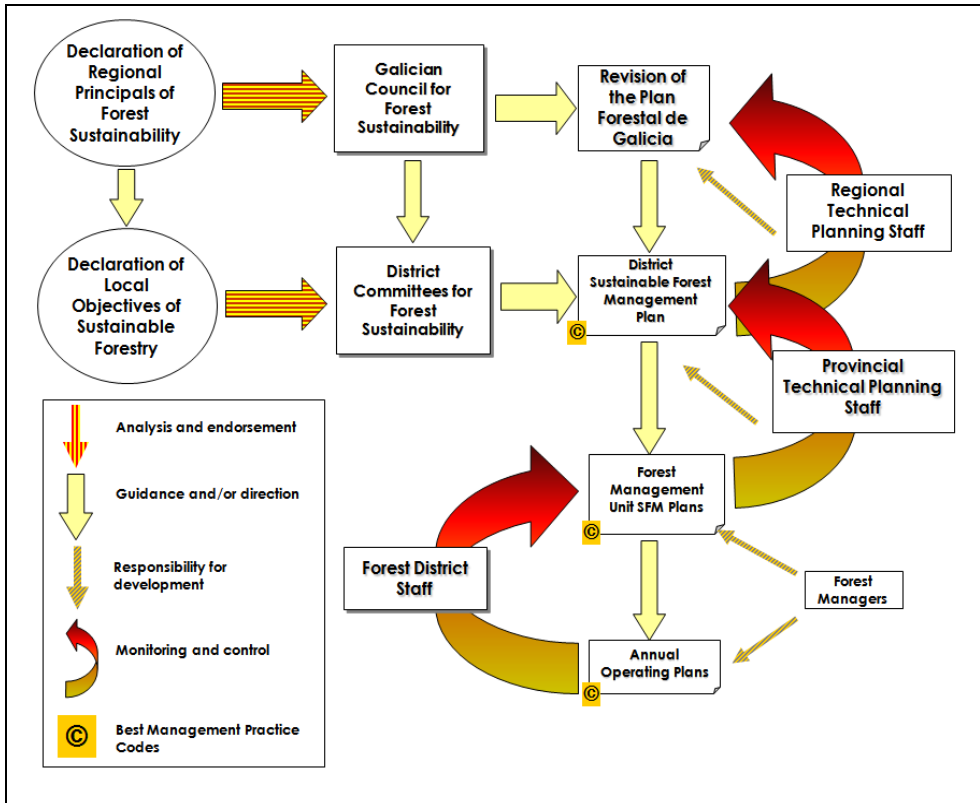 Declaration of
Regional
Principals of
Forest
Sustainability
Galician
Council for
Forest
Sustainability
Revision of
the Plan
Forestal de
Galicia
Regional
Technical
Planning Staff
Declaration of
Local
Objectives of
Sustainable
Forestry
District
Committees for
Forest
Sustainability
District
Sustainable Forest
Management
Plan
©
Provincial
Technical Planning
Staff
Analysis and endorsement
Guidance and/or direction
Responsibility for
development
Monitoring and control
©
Best Management Practice
Codes
Forest
Management
Unit SFM Plans
©
Forest District
Staff
Forest
Managers
Annual
Operating Plans
©